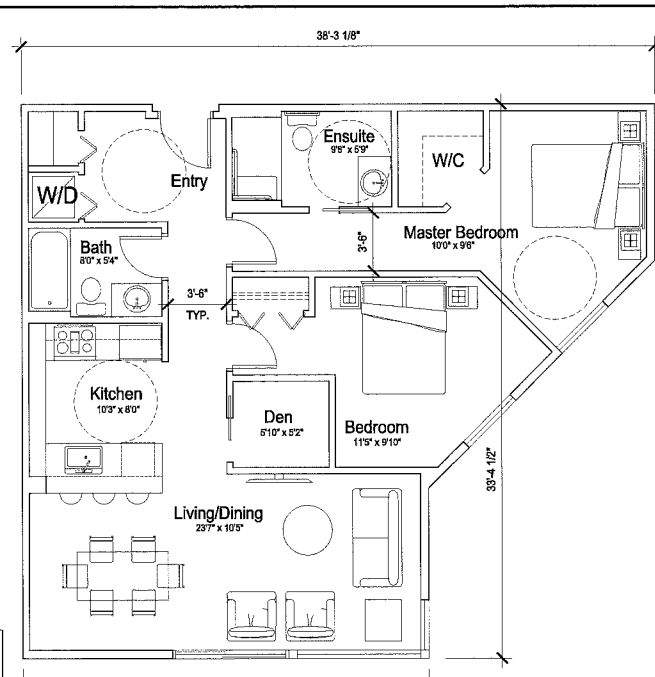 38'-3 1/8"
Ensuite
9'8" x 5'9"
W/C
Entry
W/D
Master Bedroom
10'0" x 9'6"
Bath
8'0" x 5'4"
3'-6"
3'-6"
TYP.
Kitchen
10'3" x 8'0"
Den
6'10" x 5'2"
Bedroom
11'5" x 9'10"
33'-4 1/2"
Living/Dining
23'7" x 10'5"